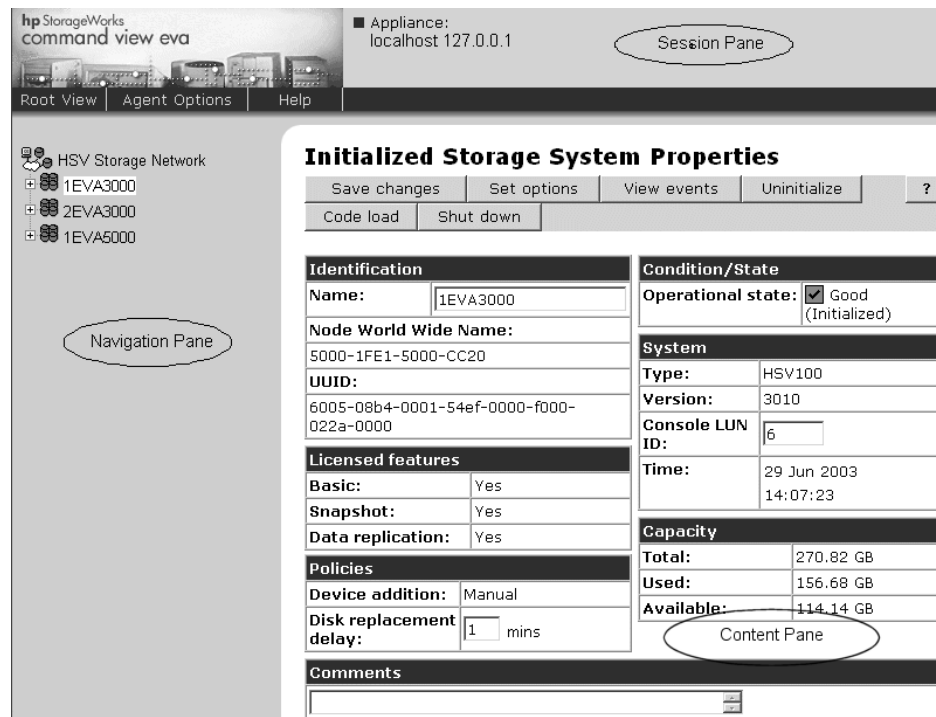 hp StorageWorks
command view eva
Appliance:
localhost 127.0.0.1
Session Pane
Root View Agent Options Help
HSV Storage Network
1EVA3000
2EVA3000
1EVA5000
Navigation Pane
Initialized Storage System Properties
Save changes Set options View events Uninitialize ?
Code load Shut down
Identification
Name: 1EVA3000
Node World Wide Name:
5000-1FE1-5000-CC20
UUID:
6005-08b4-0001-54ef-0000-f000-
022a-0000
Licensed features
Basic: Yes
Snapshot: Yes
Data replication: Yes
Policies
Device addition: Manual
Disk replacement
delay: 1 mins
Condition/State
Operational state: Good
(Initialized)
System
Type: HSV100
Version: 3010
Console LUN
ID: 6
Time: 29 Jun 2003
14:07:23
Capacity
Total: 270.82 GB
Used: 156.68 GB
Available: 114.14 GB
Content Pane
Comments